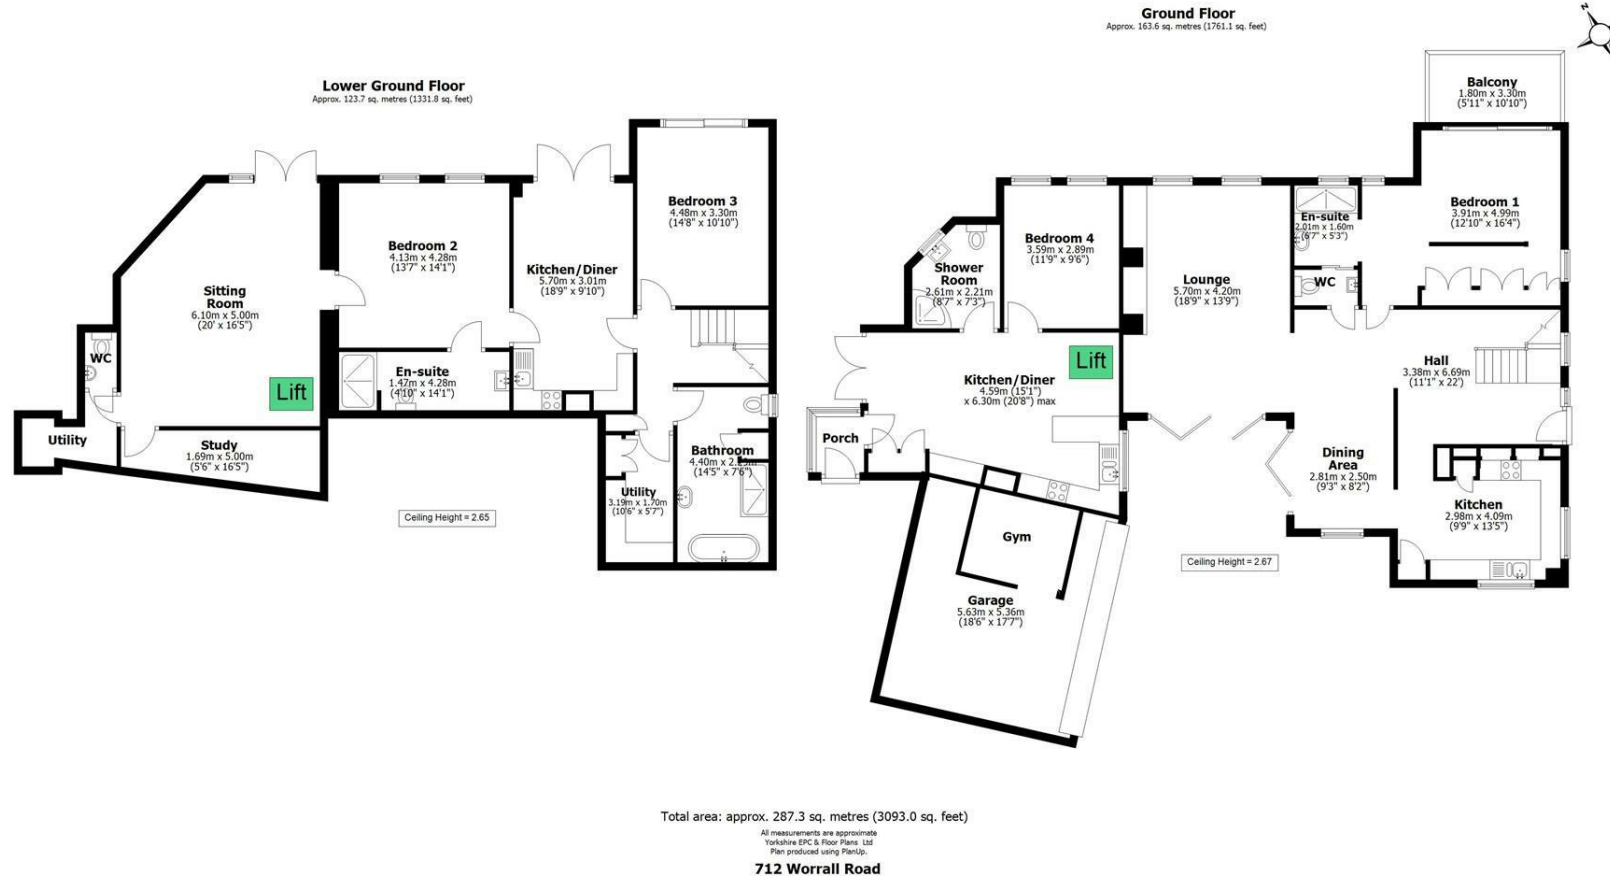 Ground Floor
Approx. 163.6 sq. metres (1761.1 sq. feet)
N
Lower Ground Floor
Approx. 123.7 sq. metres (1331.8 sq. feet)
Sitting
Room
6.10m x 5.00m
(20' x 16'5")
Lift
WC
Utility
Study
1.69m x 5.00m
(5'6" x 16'5")
Bedroom 2
4.13m x 4.28m
(13'7" x 14'1")
En-suite
1.47m x 4.28m
(4'10" x 14'1")
Kitchen/Diner
5.70m x 3.01m
(18'9" x 9'10")
Bedroom 3
4.48m x 3.30m
(14'8" x 10'10")
Bathroom
4.40m x 2.29m
(14'5" x 7'6")
Utility
3.19m x 1.70m
(10'6" x 5'7")
Ceiling Height = 2.65
Balcony
1.80m x 3.30m
(5'11" x 10'10")
Bedroom 1
3.91m x 4.99m
(12'10" x 16'4")
En-suite
2.01m x 1.60m
(6'7" x 5'3")
WC
Lounge
5.70m x 4.20m
(18'9" x 13'9")
Bedroom 4
3.59m x 2.89m
(11'9" x 9'6")
Shower
Room
2.61m x 2.21m
(8'7" x 7'3")
Lift
Kitchen/Diner
4.59m (15'1")
x 6.30m (20'8") max
Porch
Hall
3.38m x 6.69m
(11'1" x 22')
Dining
Area
2.81m x 2.50m
(9'3" x 8'2")
Kitchen
2.98m x 4.09m
(9'9" x 13'5")
Gym
Garage
5.63m x 5.36m
(18'6" x 17'7")
Ceiling Height = 2.67
Total area: approx. 287.3 sq. metres (3093.0 sq. feet)
All measurements are approximate
Yorkshire EPC & Floor Plans Ltd
Plan produced using PlanUp.
712 Worrall Road